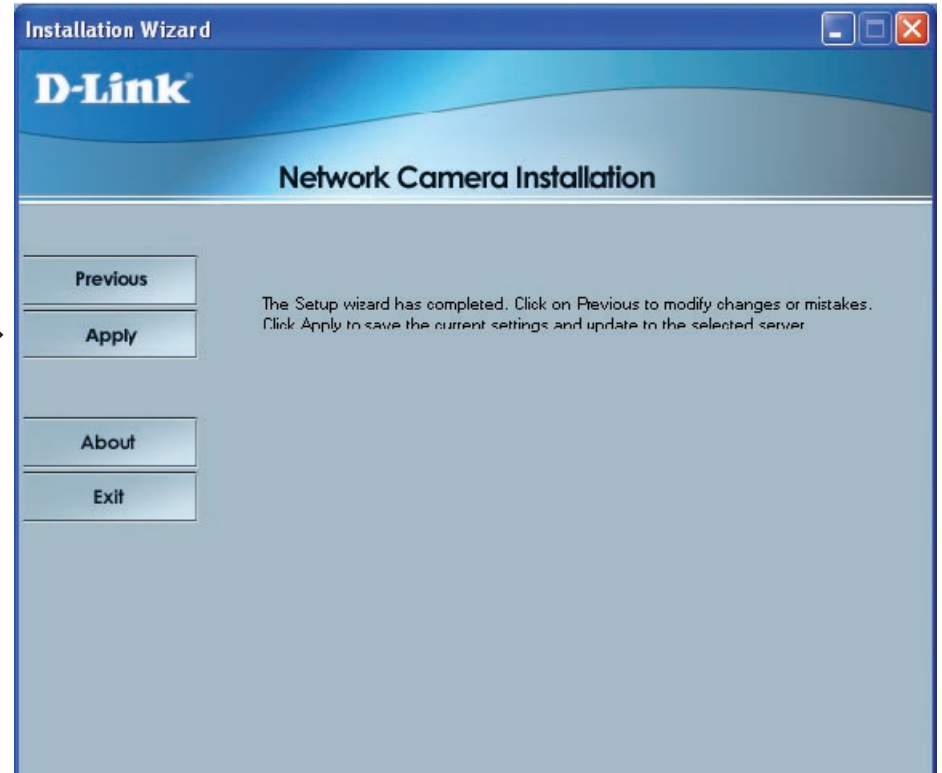 Installation Wizard
D-Link
Network Camera Installation
Previous
Apply
The Setup wizard has completed. Click on Previous to modify changes or mistakes.
Click Apply to save the current settings and update to the selected server
About
Exit